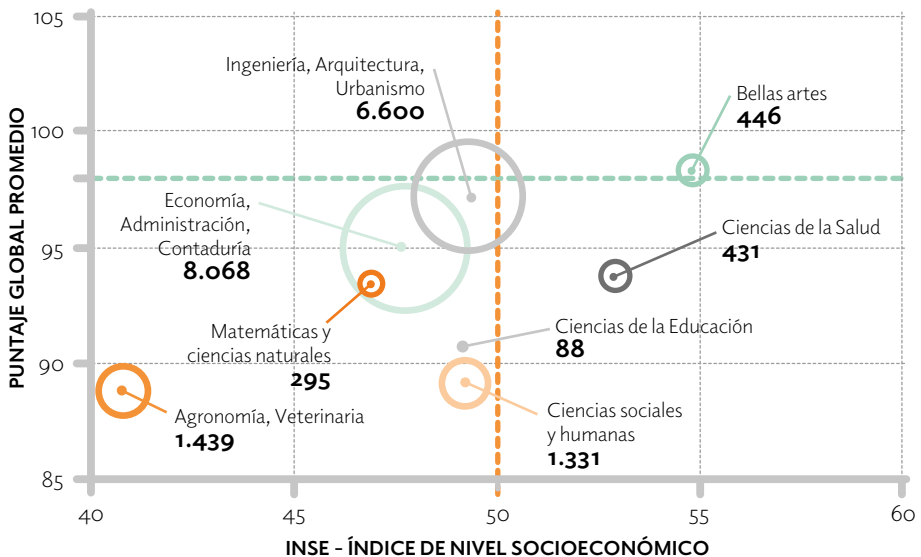 PUNTAJE GLOBAL PROMEDIO
105
100
95
90
85
Ingeniería, Arquitectura,
Urbanismo
6.600
Bellas artes
446
Economía,
Administración,
Contaduría
8.068
Ciencias de la Salud
431
Matemáticas y
ciencias naturales
295
Ciencias de la Educación
88
Agronomía, Veterinaria
1.439
Ciencias sociales
y humanas
1.331
40
45
50
55
60
INSE - ÍNDICE DE NIVEL SOCIOECONÓMICO